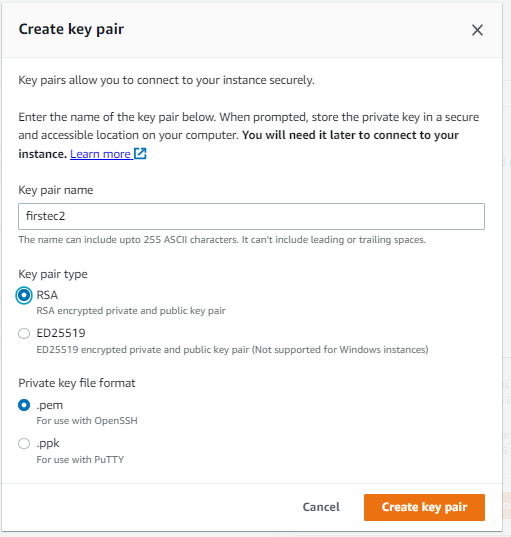 Create key pair
Key pairs allow you to connect to your instance securely.
Enter the name of the key pair below. When prompted, store the private key in a secure
and accessible location on your computer. You will need it later to connect to your
instance. Learn more
Key pair name
firstec2
The name can include upto 255 ASCII characters. It can't include leading or trailing spaces.
Key pair type
RSA
RSA encrypted private and public key pair
ED25519
ED25519 encrypted private and public key pair (Not supported for Windows instances)
Private key file format
.pem
For use with OpenSSH
.ppk
For use with PuTTY
Cancel
Create key pair